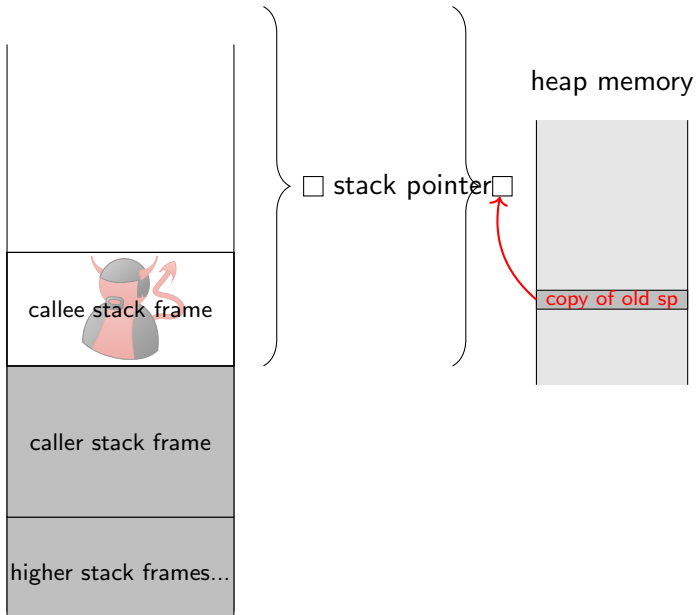 heap memory
□ stack pointer □
copy of old sp
callee stack frame
caller stack frame
higher stack frames...